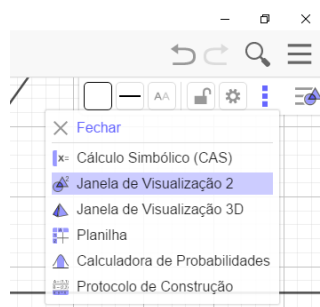 AA
Fechar
x= Cálculo Simbólico (CAS)
Janela de Visualização 2
Janela de Visualização 3D
Planilha
Calculadora de Probabilidades
Protocolo de Construção